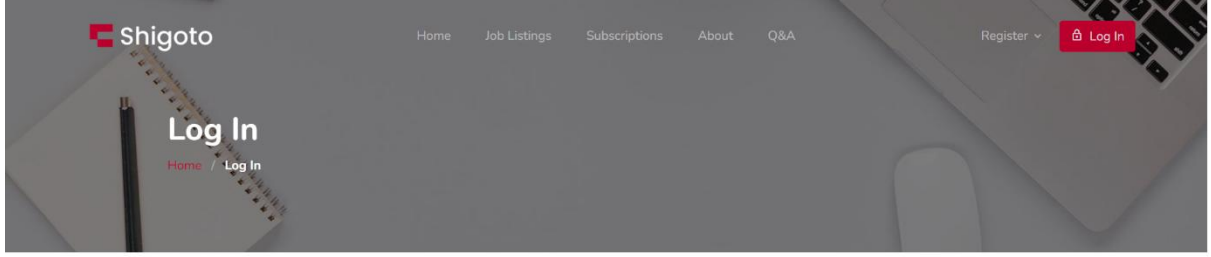 Shigoto
Home Job Listings Subscriptions About Q&A
Register Log In
Log In
Home / Log In